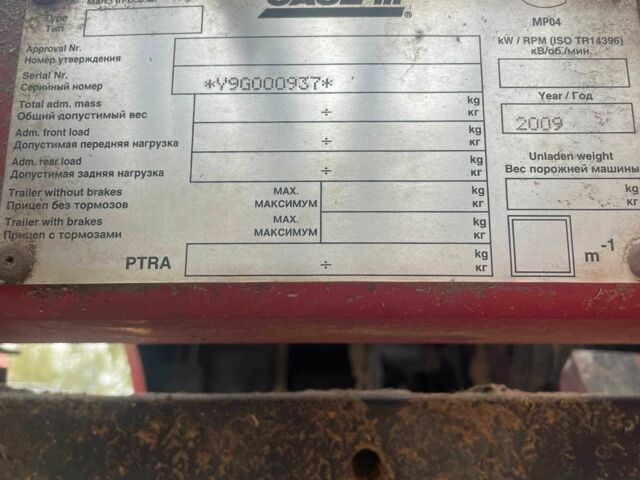 Type
Тип
CASE III
®
MP04
Approval Nr.
Номер утверждения
kW / RPM (ISO TR14396)
кВ/об./мин.
Serial Nr.
Серийный номер
*Y9G000937*
Total adm. mass
Общий допустимый вес
÷
kg
кг
Year / Год
2009
Adm. front load
Допустимая передняя нагрузка
÷
kg
кг
Adm. rear load
Допустимая задняя нагрузка
÷
kg
кг
Unladen weight
Вес порожней машины
kg
кг
Trailer without brakes
Прицеп без тормозов
MAX.
МАКСИМУМ
kg
кг
Trailer with brakes
Прицеп с тормозами
MAX.
МАКСИМУМ
kg
кг
PTRA
÷
kg
кг
m-1